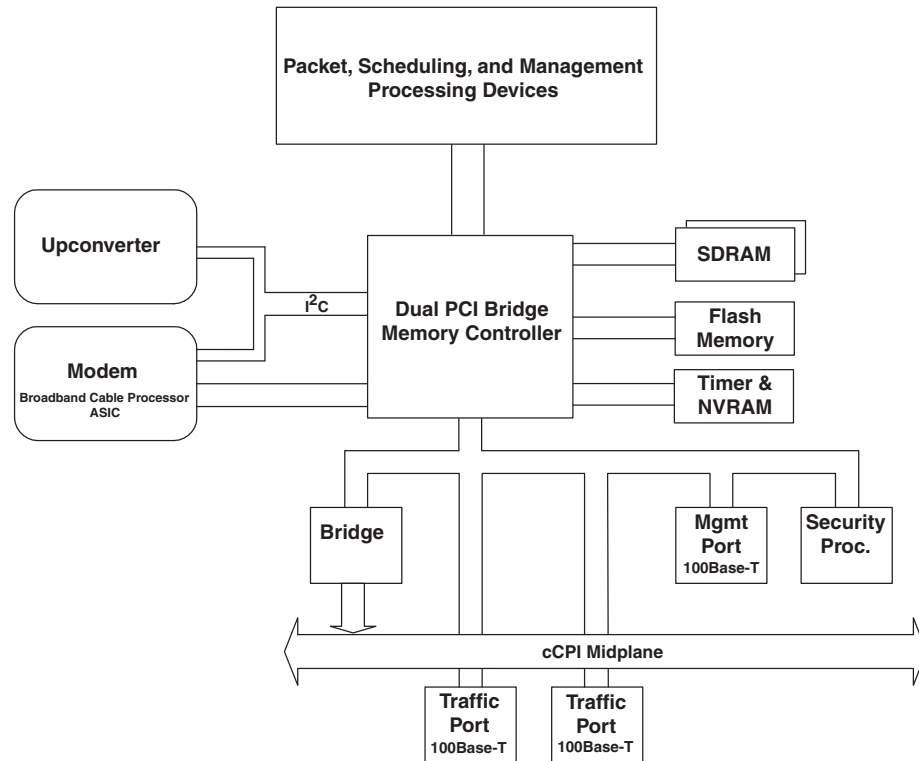 Packet, Scheduling, and Management
Processing Devices
Upconverter
I²C
Modem
Broadband Cable Processor
ASIC
Dual PCI Bridge
Memory Controller
SDRAM
Flash
Memory
Timer &
NVRAM
Bridge
Mgmt
Port
100Base-T
Security
Proc.
cCPI Midplane
Traffic
Port
100Base-T
Traffic
Port
100Base-T